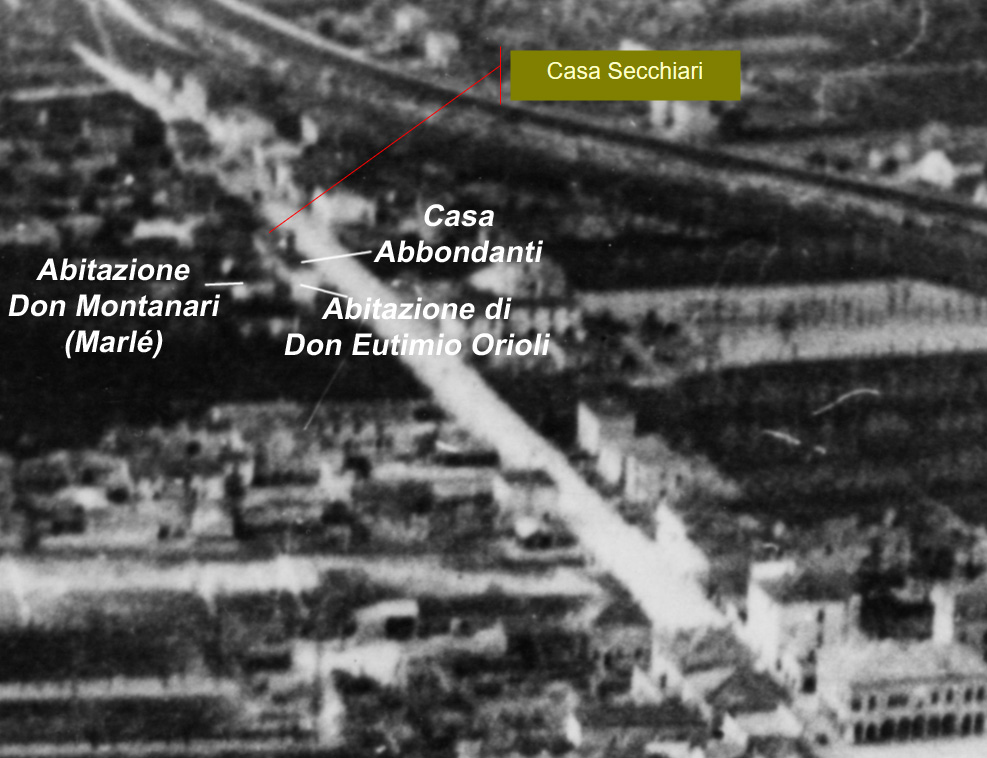 Casa Secchiari
Casa
Abbondanti
Abitazione
Don Montanari
(Marlé)
Abitazione di
Don Eutimio Orioli